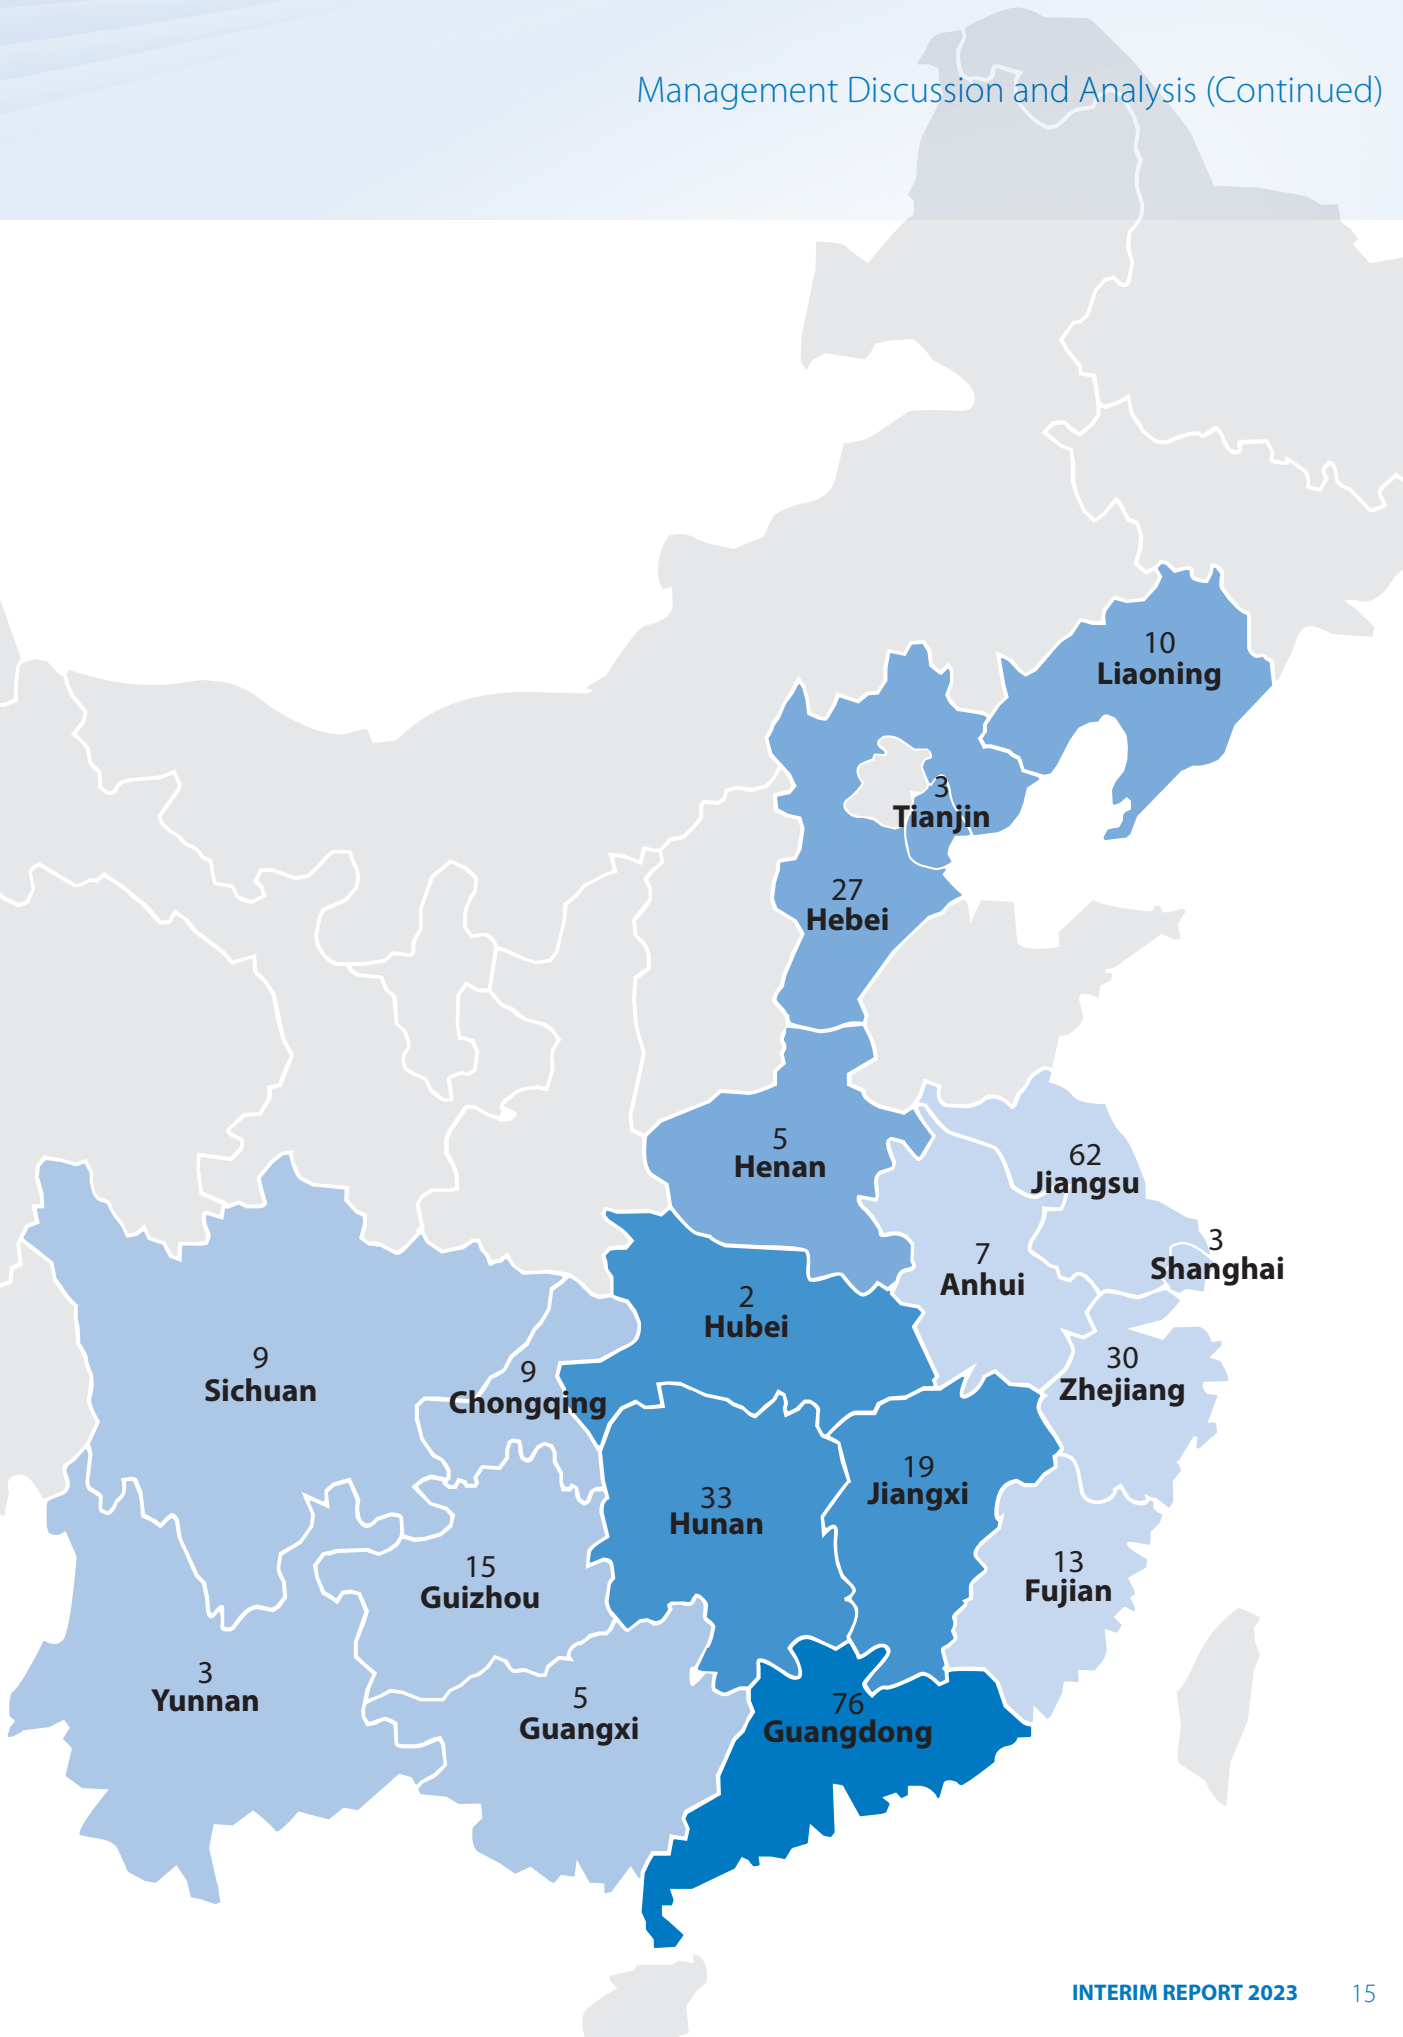 Management Discussion and Analysis (Continued)
10
Liaoning
3
Tianjin
27
Hebei
5
Henan
62
Jiangsu
3
Shanghai
7
Anhui
2
Hubei
9
Sichuan
9
Chongqing
30
Zhejiang
19
Jiangxi
33
Hunan
13
Fujian
15
Guizhou
3
Yunnan
5
Guangxi
76
Guangdong
INTERIM REPORT 2023 15